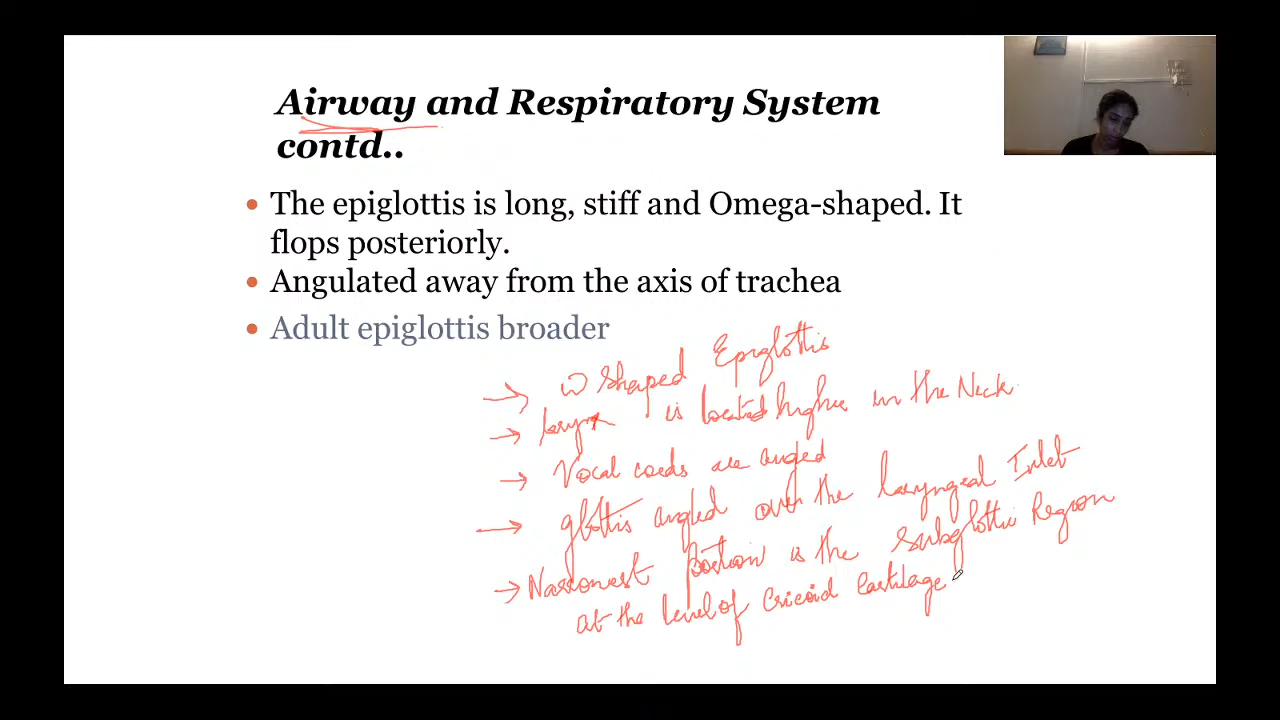 Airway and Respiratory System
contd..
• The epiglottis is long, stiff and Omega-shaped. It
flops posteriorly.
• Angulated away from the axis of trachea
• Adult epiglottis broader
→ ω shaped Epiglottis
→ larynx is located higher in the Neck
→ Vocal cords are angled
→ glottis angled over the laryngeal Inlet
→ Narrowest portion is the subglottic Region
at the level of Cricoid Cartilage